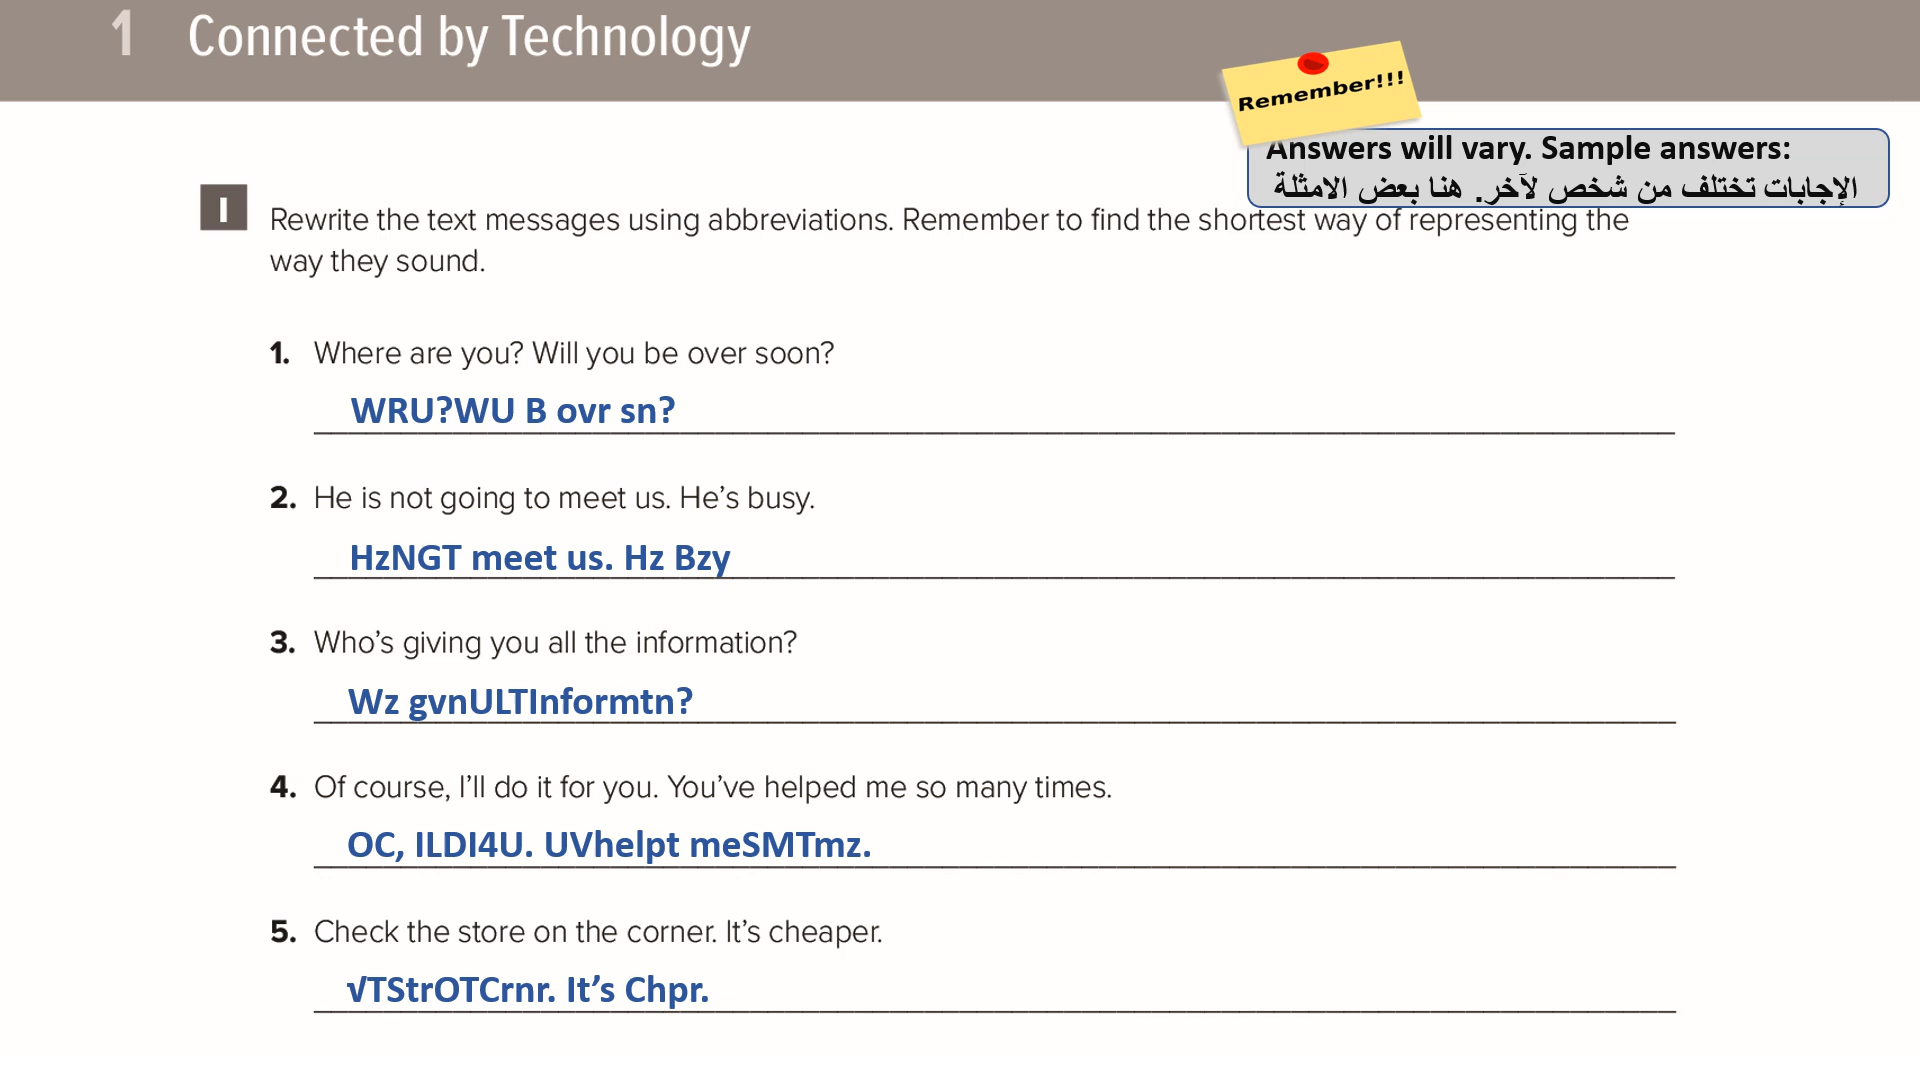 1 Connected by Technology
Remember!!!
Answers will vary. Sample answers:
الإجابات تختلف من شخص لآخر. هنا بعض الامثلة
I Rewrite the text messages using abbreviations. Remember to find the shortest way of representing the
way they sound.
1. Where are you? Will you be over soon?
WRU?WU B ovr sn?
2. He is not going to meet us. He’s busy.
HzNGT meet us. Hz Bzy
3. Who’s giving you all the information?
Wz gvnULTInformtn?
4. Of course, I’ll do it for you. You’ve helped me so many times.
OC, ILDI4U. UVhelpt meSMTmz.
5. Check the store on the corner. It’s cheaper.
√TStrOTCrnr. It’s Chpr.